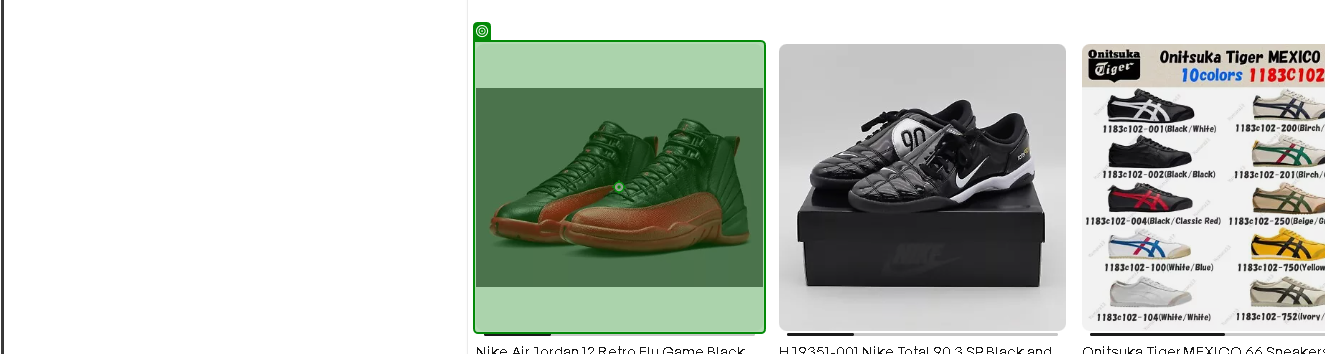 Onitsuka
Tiger
Onitsuka Tiger MEXICO
10colors 1183C102
90
1183c102-001(Black/White)
1183c102-200(Birch/
1183c102-002(Black/Black)
1183c102-201(Birch/
1183c102-004(Black/Classic Red)
1183c102-250(Beige/G
1183c102-100(White/Blue)
1183c102-750(Yellow
1183c102-104(White/White)
1183c102-752(Ivory/
NIKE
Nike Air Jordan 12 Retro Flu Game Black
H19351-001 Nike Total 90 3 SP Black and
Onitsuka Tiger MEXICO 66 Sneakers